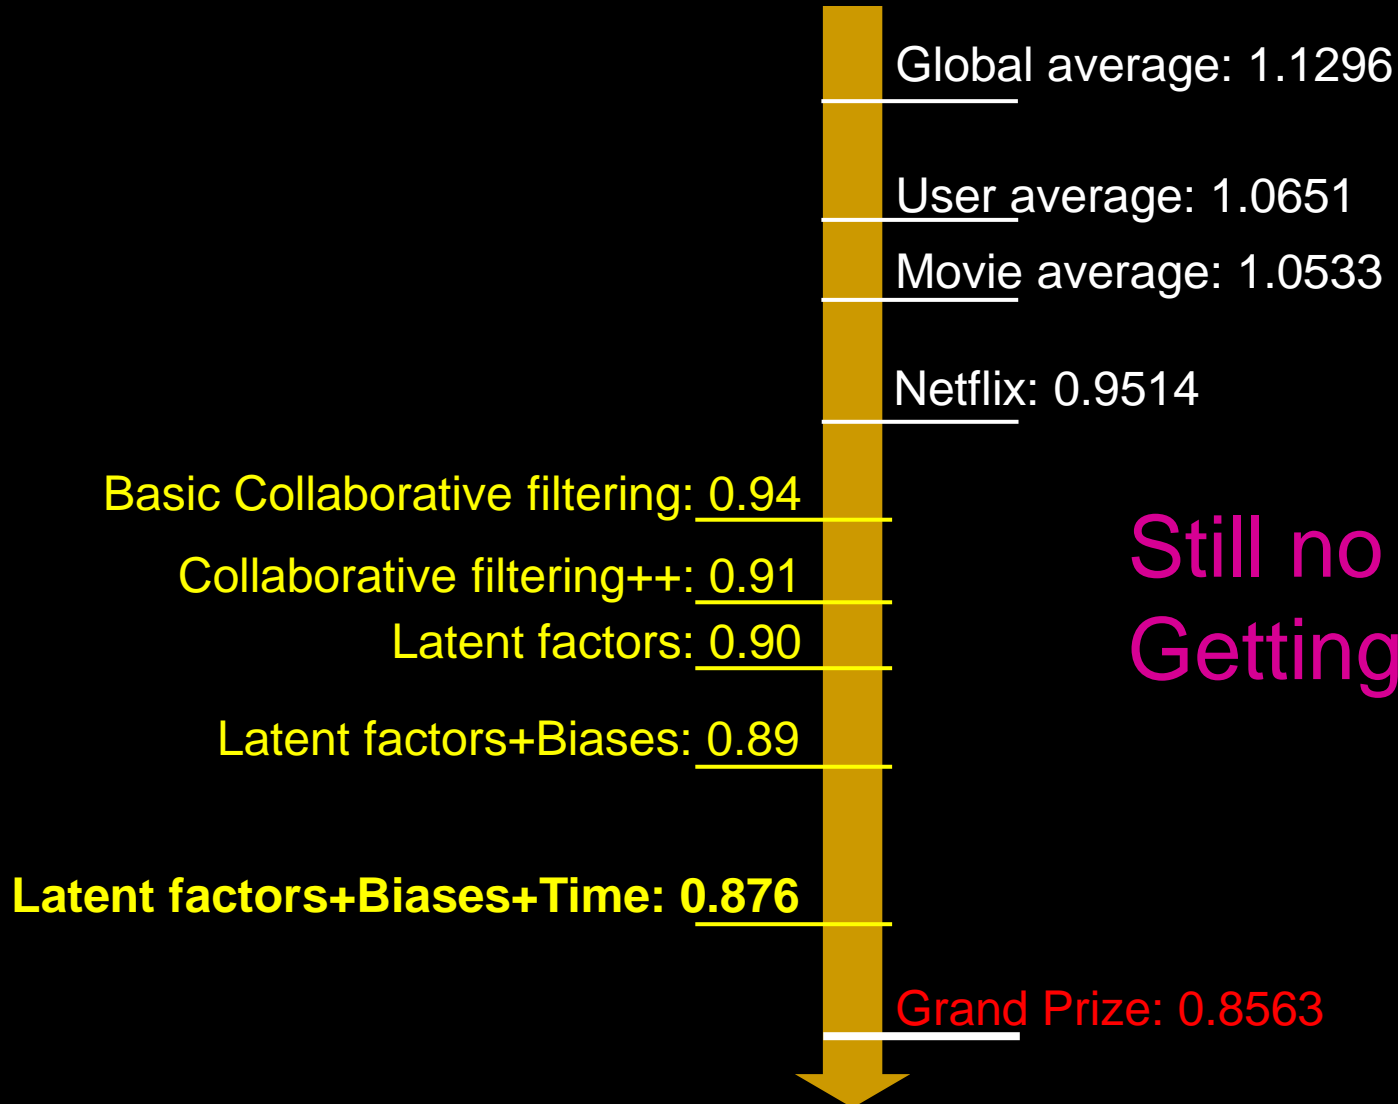 Global average: 1.1296
User average: 1.0651
Movie average: 1.0533
Netflix: 0.9514
Basic Collaborative filtering: 0.94
Collaborative filtering++: 0.91
Latent factors: 0.90
Latent factors+Biases: 0.89
Latent factors+Biases+Time: 0.876
Still no
Getting
Grand Prize: 0.8563